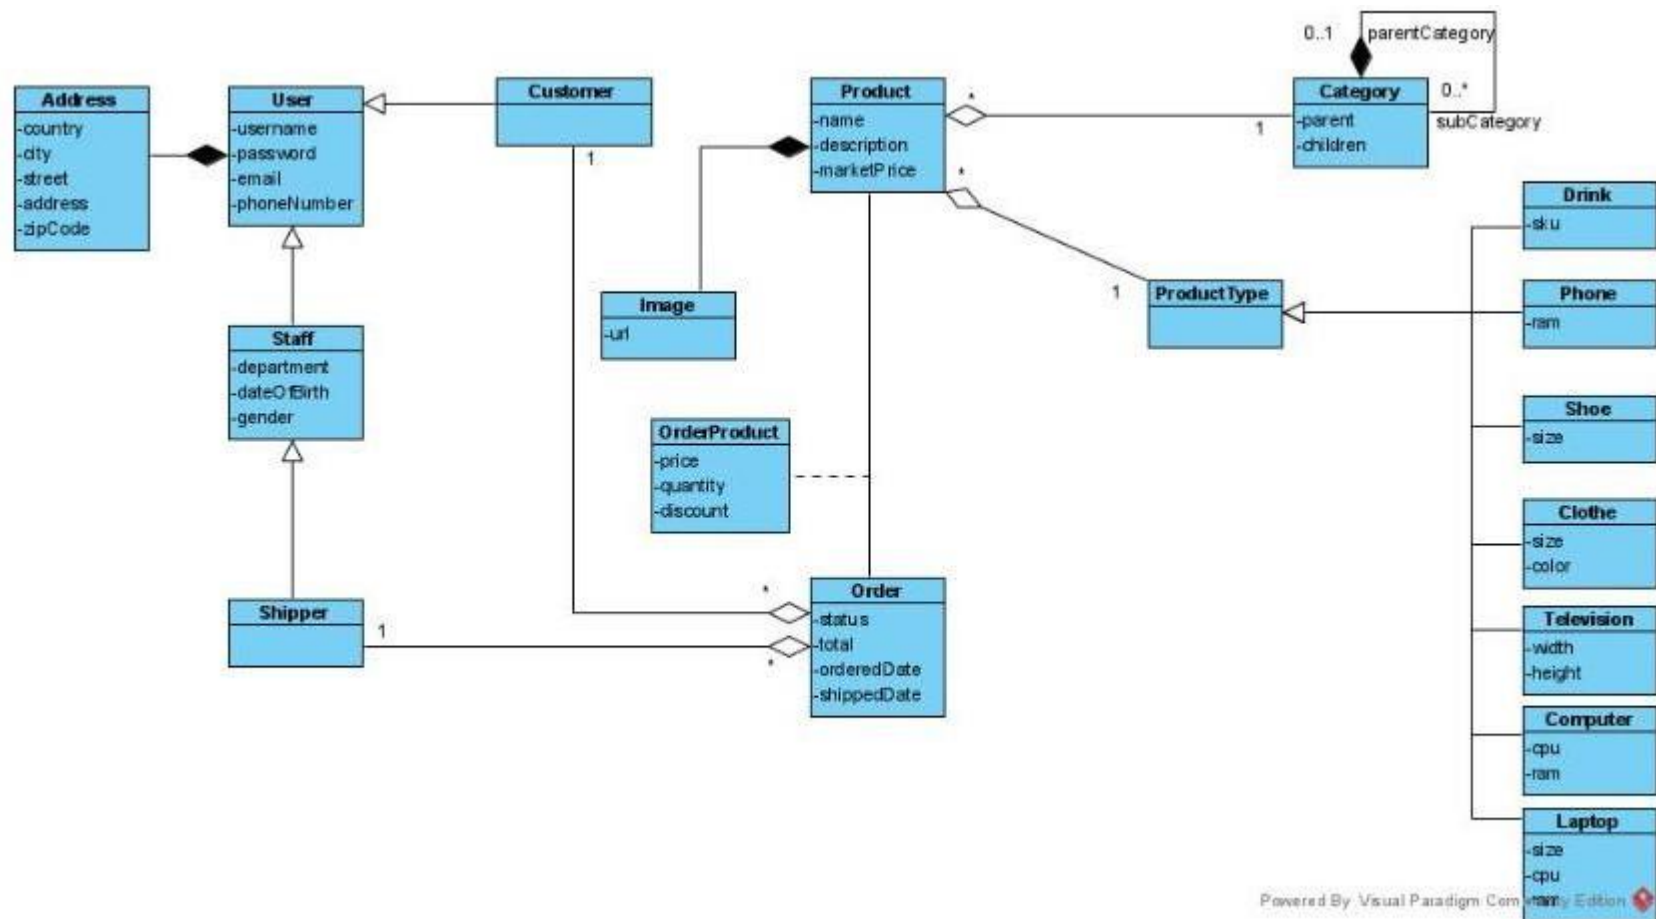 0..1
parentCategory
Address
-country
-city
-street
-address
-zipCode
User
-username
-password
-email
-phoneNumber
Customer
1
Product
-name
-description
-marketPrice
*
1
Category
-parent
-children
0..*
subCategory
*
Image
-url
1
ProductType
Drink
-sku
Phone
-ram
Staff
-department
-dateOfBirth
-gender
Shoe
-size
OrderProduct
-price
-quantity
-discount
Clothe
-size
-color
Shipper
1
*
*
Order
-status
-total
-orderedDate
-shippedDate
Television
-width
-height
Computer
-cpu
-ram
Laptop
-size
-cpu
-ram
Powered By Visual Paradigm Community Edition